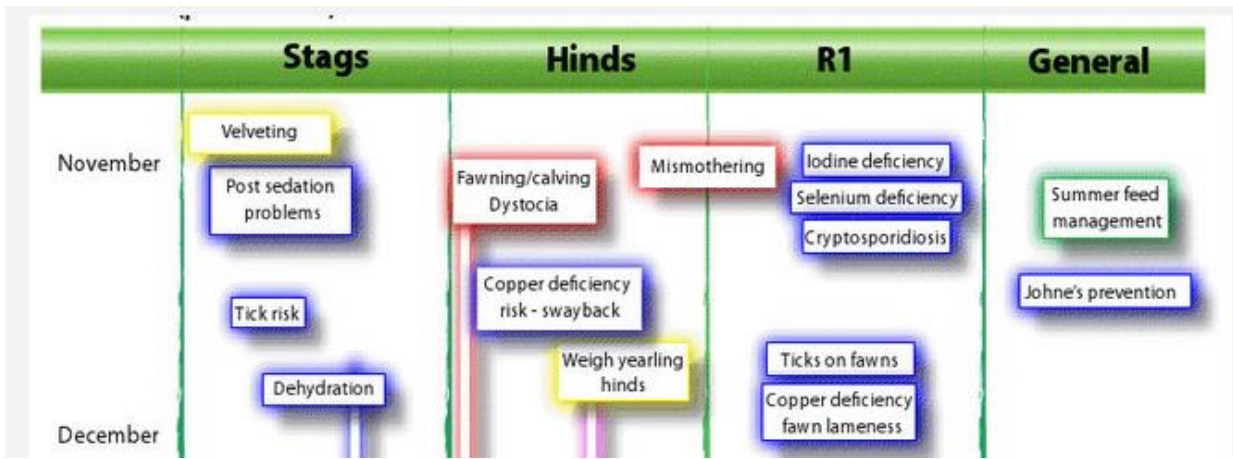 Stags Hinds R1 General
November
Velveting
Post sedation
problems
Tick risk
Dehydration
Fawning/calving
Dystocia
Copper deficiency
risk - swayback
Weigh yearling
hinds
Mismothering
Iodine deficiency
Selenium deficiency
Cryptosporidiosis
Ticks on fawns
Copper deficiency
fawn lameness
Summer feed
management
Johne's prevention
December